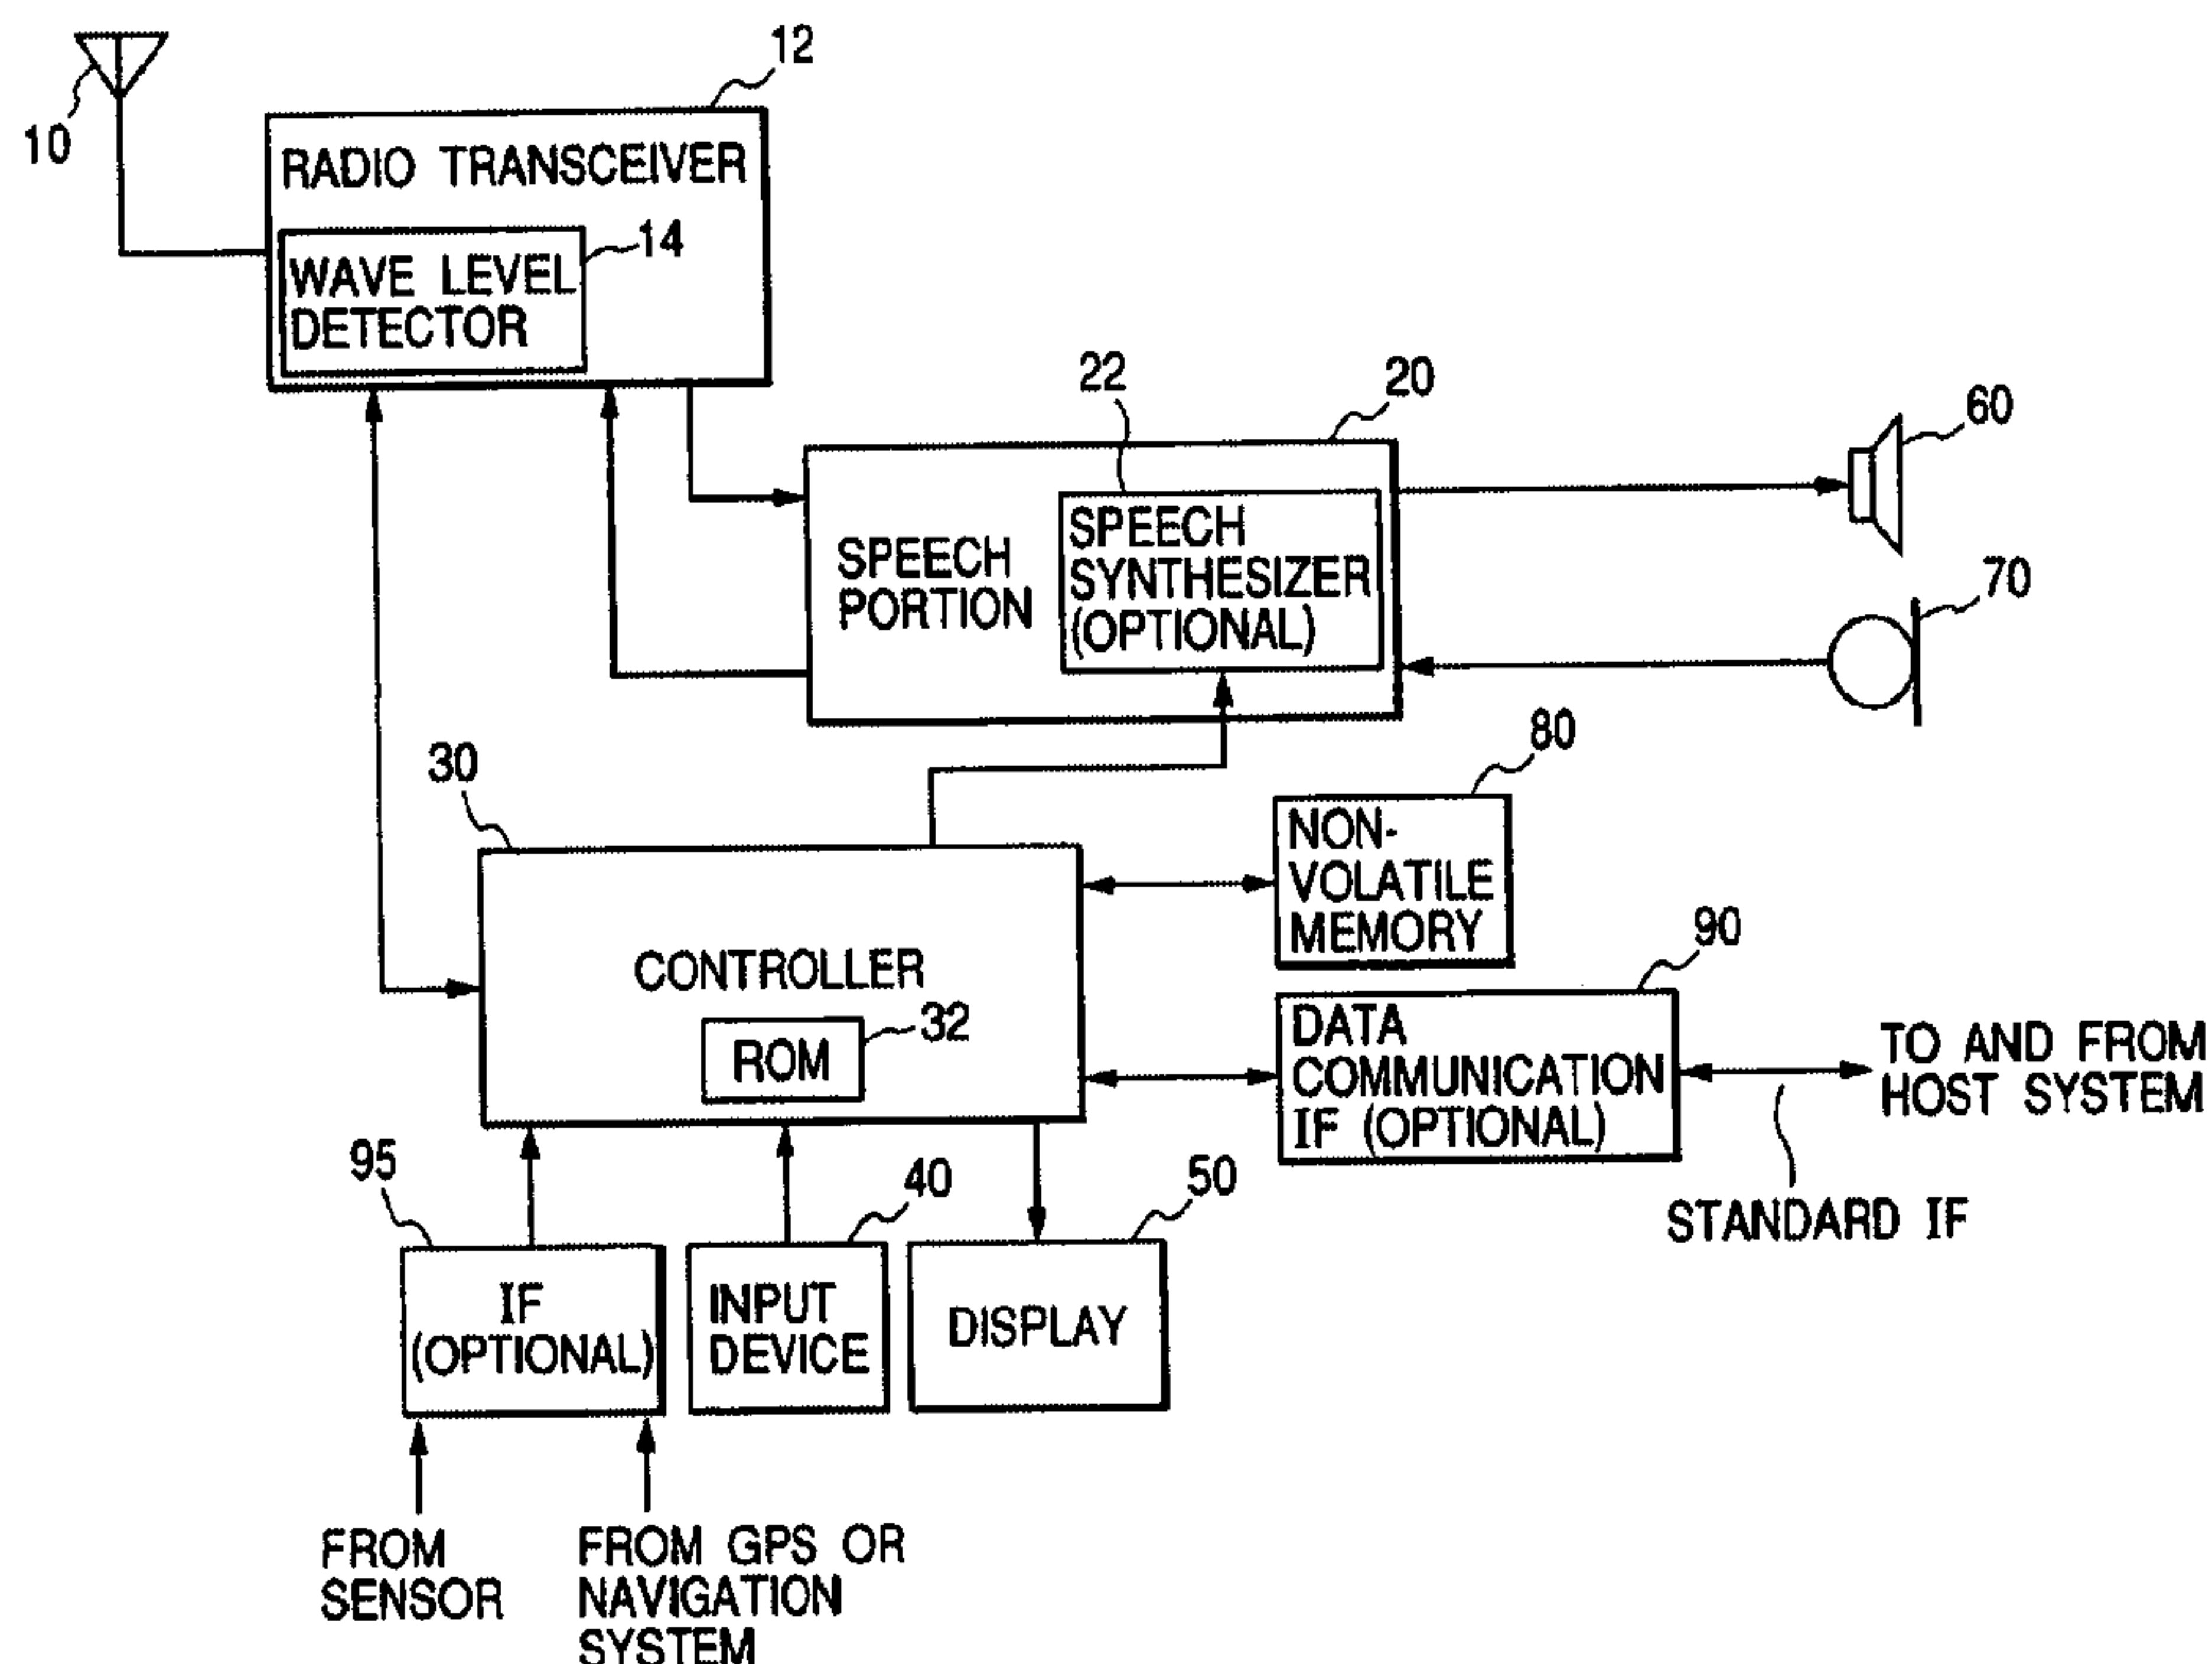 12
10
RADIO TRANSCEIVER
14
WAVE LEVEL
DETECTOR
22
20
60
SPEECH
PORTION
SPEECH
SYNTHESIZER
(OPTIONAL)
70
30
80
NON-
VOLATILE
MEMORY
CONTROLLER
32
ROM
90
DATA
COMMUNICATION
IF (OPTIONAL)
TO AND FROM
HOST SYSTEM
STANDARD IF
95
40
50
IF
(OPTIONAL)
INPUT
DEVICE
DISPLAY
FROM
SENSOR
FROM GPS OR
NAVIGATION
SYSTEM